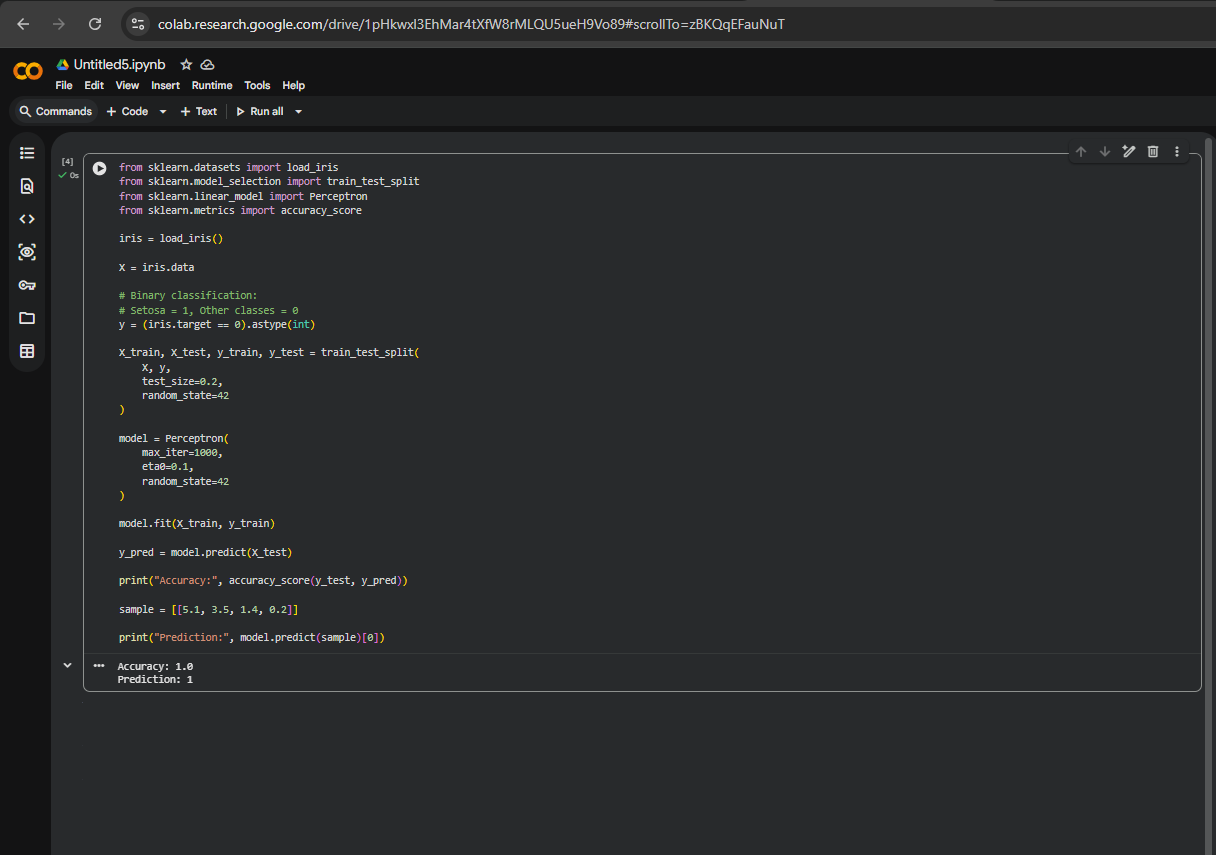 colab.research.google.com/drive/1pHkwxl3EhMar4tXfW8rMLQU5ueH9Vo89#scrollTo=zBKQqEFauNuT
Untitled5.ipynb
File Edit View Insert Runtime Tools Help
Commands + Code + Text Run all
[4]
0s
from sklearn.datasets import load_iris
from sklearn.model_selection import train_test_split
from sklearn.linear_model import Perceptron
from sklearn.metrics import accuracy_score
iris = load_iris()
X = iris.data
# Binary classification:
# Setosa = 1, Other classes = 0
y = (iris.target == 0).astype(int)
X_train, X_test, y_train, y_test = train_test_split(
X, y,
test_size=0.2,
random_state=42
)
model = Perceptron(
max_iter=1000,
eta0=0.1,
random_state=42
)
model.fit(X_train, y_train)
y_pred = model.predict(X_test)
print("Accuracy:", accuracy_score(y_test, y_pred))
sample = [[5.1, 3.5, 1.4, 0.2]]
print("Prediction:", model.predict(sample)[0])
Accuracy: 1.0
Prediction: 1